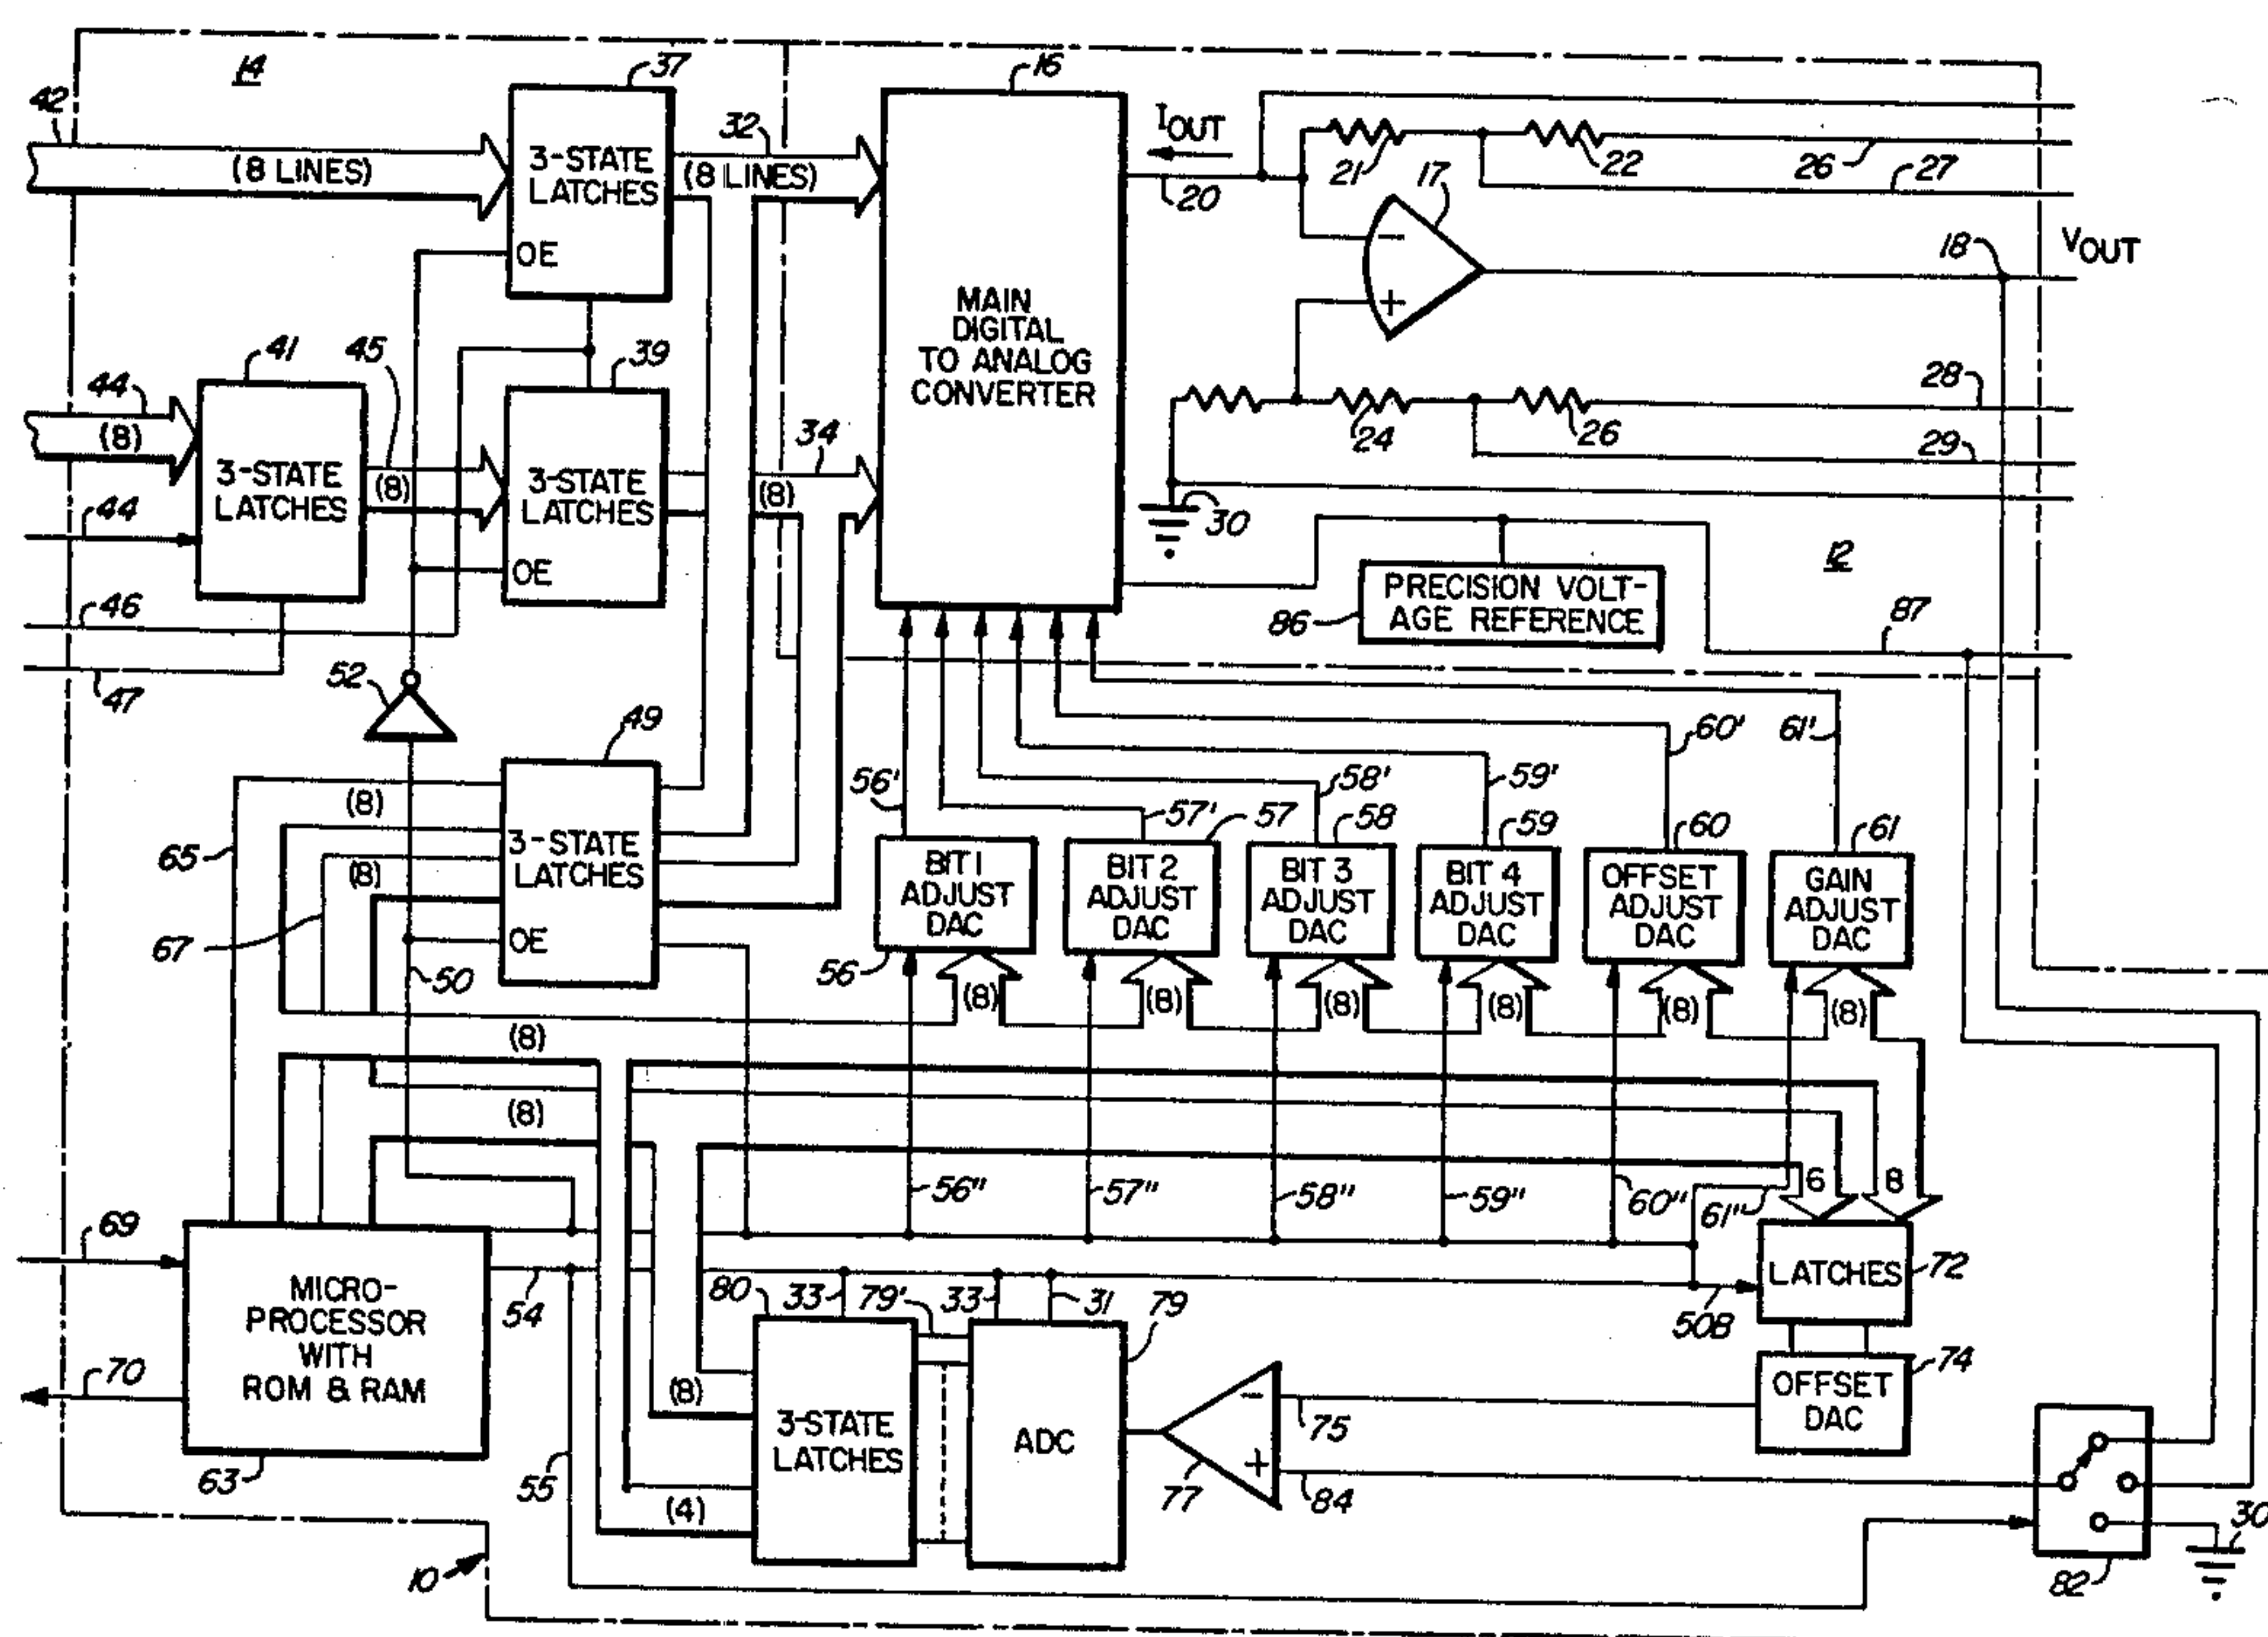 14
37
16
42
32
IOUT
(8 LINES)
3-STATE
LATCHES
(8 LINES)
21
22
26
27
20
17
OE
18
VOUT
MAIN
DIGITAL
TO ANALOG
CONVERTER
−
+
41
45
39
44
(8)
34
28
24
26
29
3-STATE
LATCHES
(8)
3-STATE
LATCHES
(8)
44
30
12
OE
PRECISION VOLT-
AGE REFERENCE
86
87
46
47
52
49
60'
61'
56'
58'
59'
57'
57
58
59
60
61
65
(8)
3-STATE
LATCHES
(8)
OE
67
50
BIT 1
ADJUST
DAC
BIT 2
ADJUST
DAC
BIT 3
ADJUST
DAC
BIT 4
ADJUST
DAC
OFFSET
ADJUST
DAC
GAIN
ADJUST
DAC
56
(8)
(8)
(8)
(8)
(8)
(8)
(8)
(8)
56"
57"
58"
59"
60"
61"
6
8
69
MICRO-
PROCESSOR
WITH
ROM & RAM
70
63
54
55
80
33
79'
33
31
79
50B
LATCHES
72
74
OFFSET
DAC
(8)
3-STATE
LATCHES
(4)
ADC
−
+
75
77
84
82
30
10